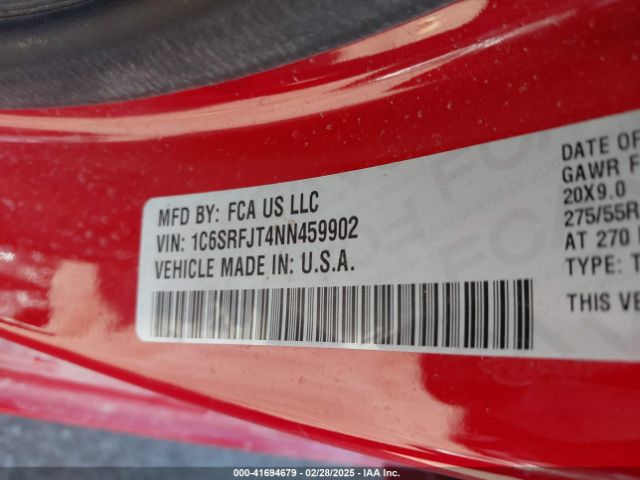 MFD BY: FCA US LLC
VIN: 1C6SRFJT4NN459902
VEHICLE MADE IN: U.S.A.
DATE OF
GAWR F
20X9.0
275/55R
AT 270
TYPE: T
THIS VE
000-41694679 - 02/28/2025 - IAA Inc.